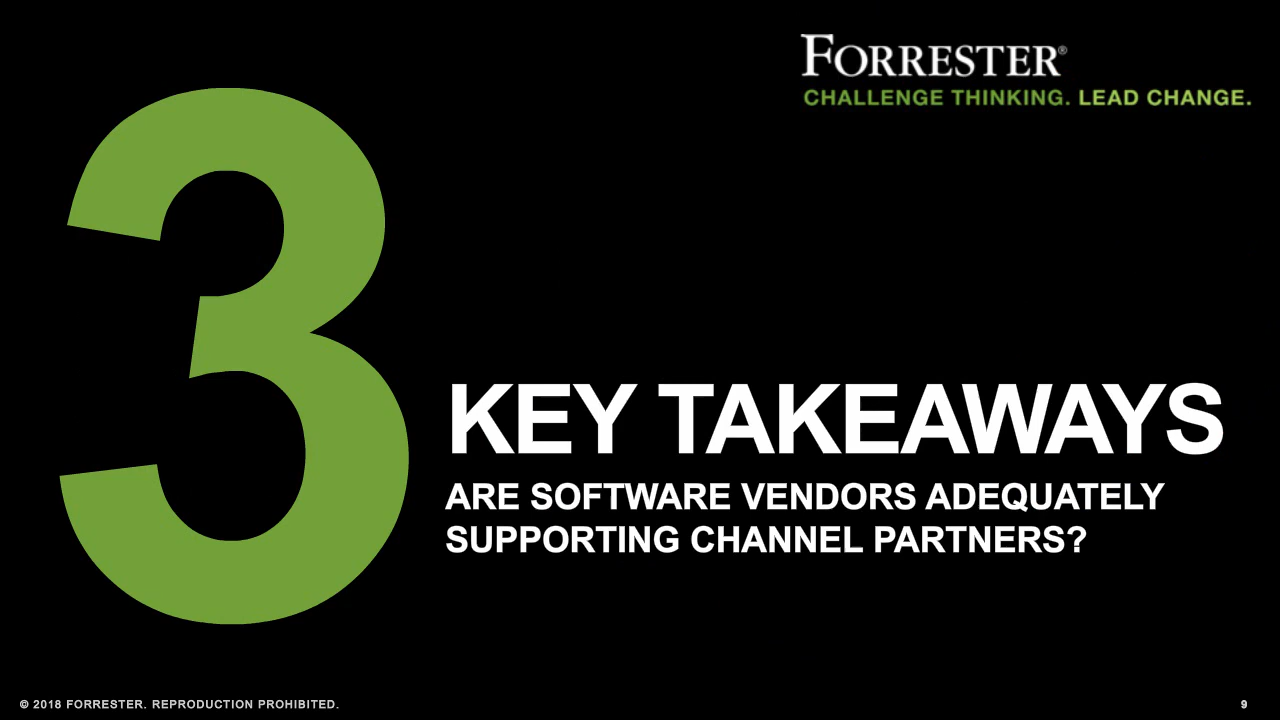 FORRESTER®
CHALLENGE THINKING. LEAD CHANGE.
3
KEY TAKEAWAYS
ARE SOFTWARE VENDORS ADEQUATELY
SUPPORTING CHANNEL PARTNERS?
© 2018 FORRESTER. REPRODUCTION PROHIBITED.
9